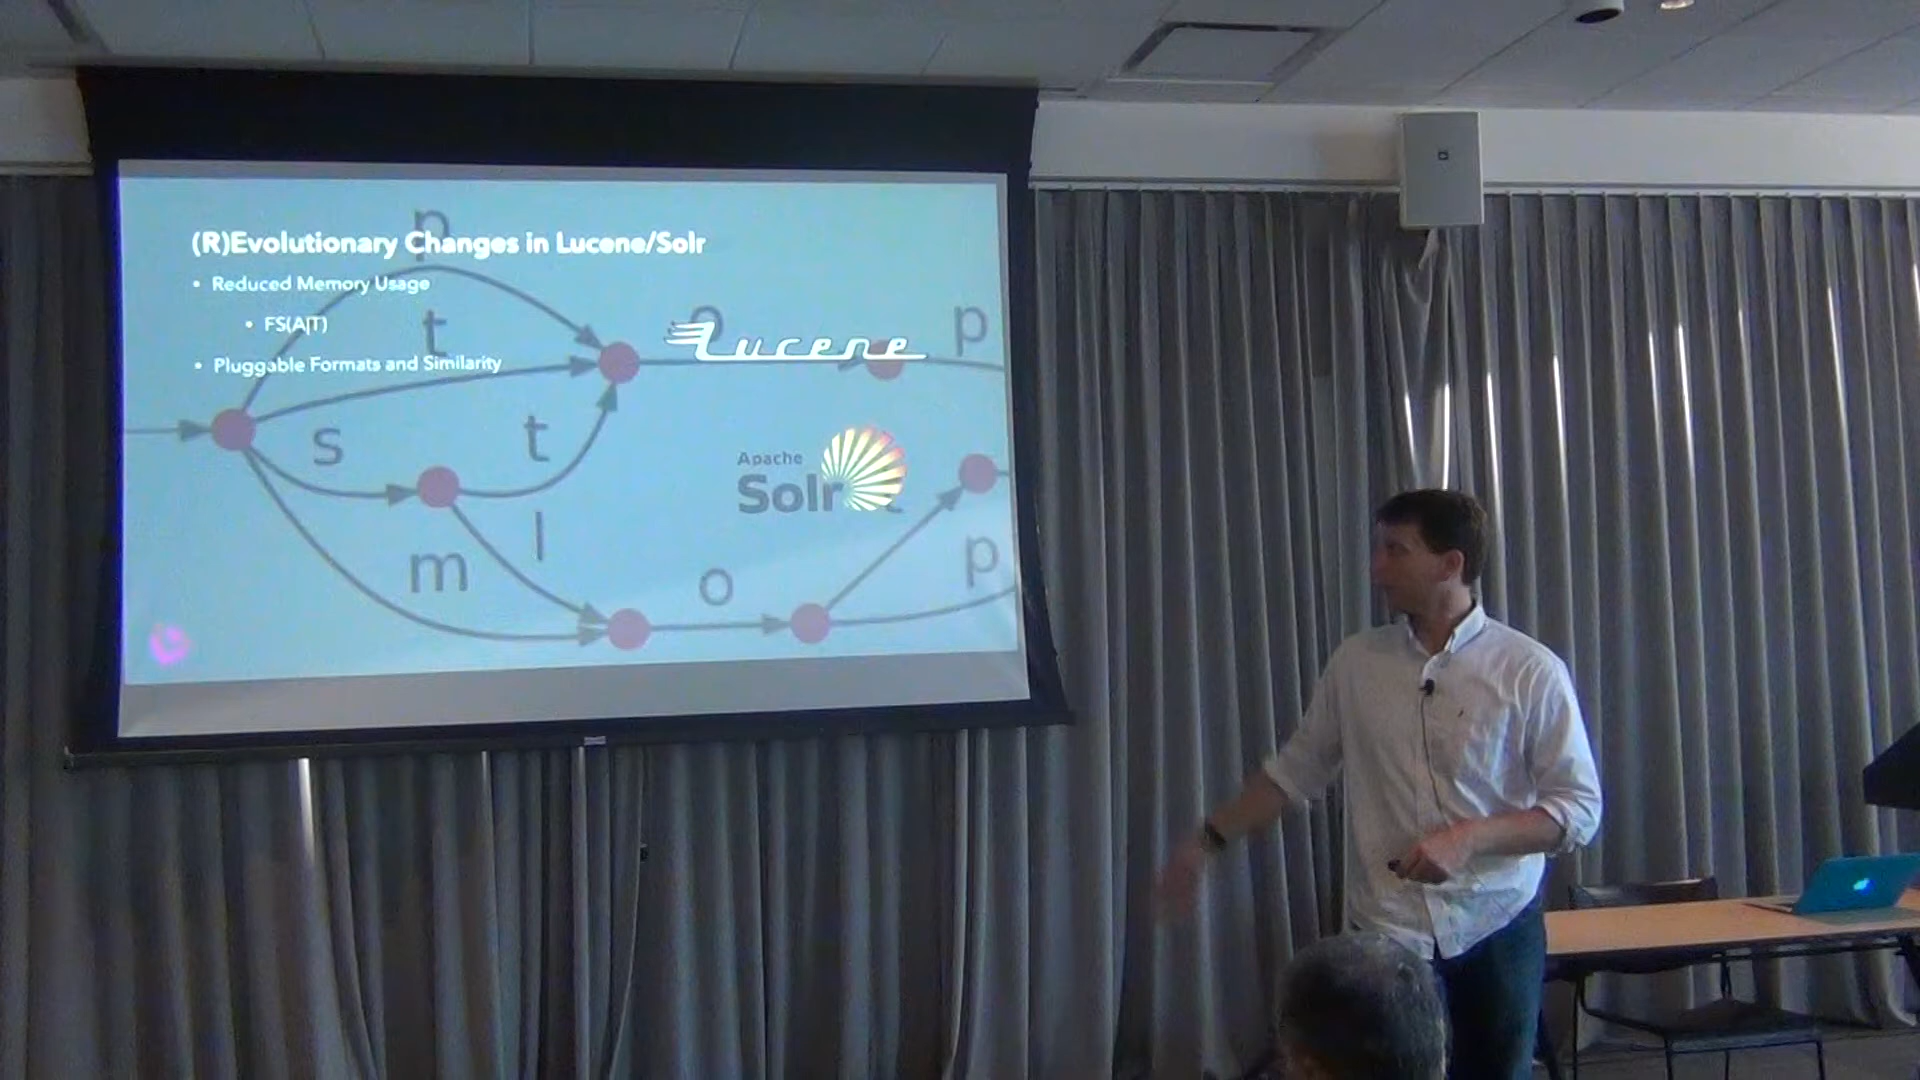 (R)Evolutionary Changes in Lucene/Solr
• Reduced Memory Usage
• FS(A|T)
• Pluggable Formats and Similarity
Lucene
Apache
Solr
p
t
o
p
s
t
l
m
o
p